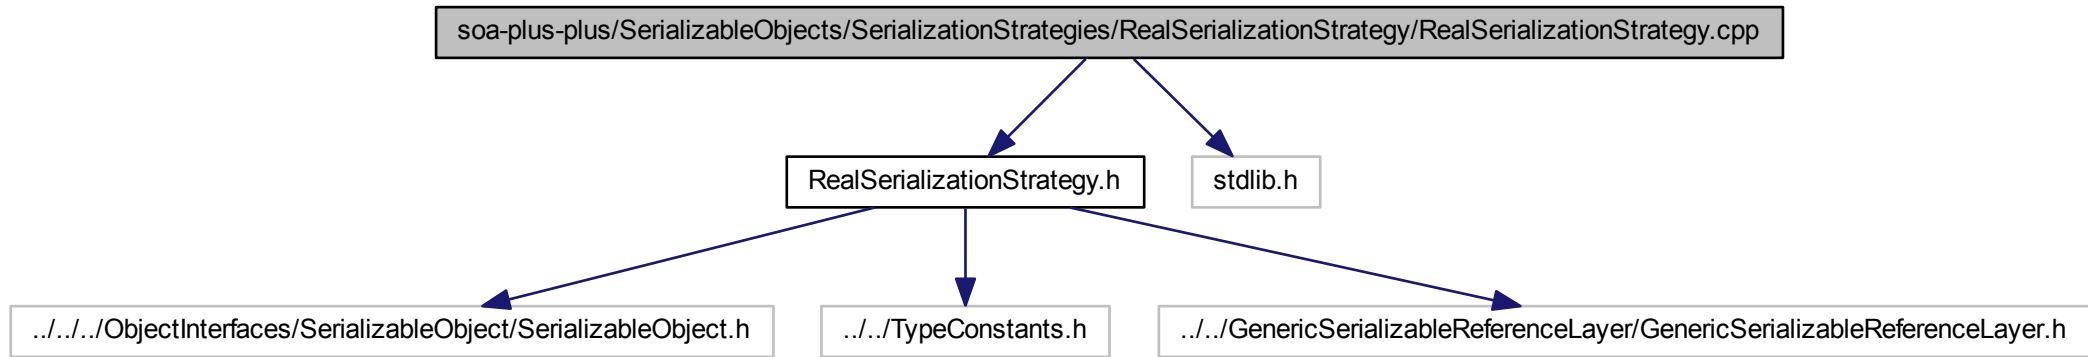 soa-plus-plus/SerializableObjects/SerializationStrategies/RealSerializationStrategy/RealSerializationStrategy.cpp
RealSerializationStrategy.h
stdlib.h
../../../ObjectInterfaces/SerializableObject/SerializableObject.h
../../TypeConstants.h
../../GenericSerializableReferenceLayer/GenericSerializableReferenceLayer.h